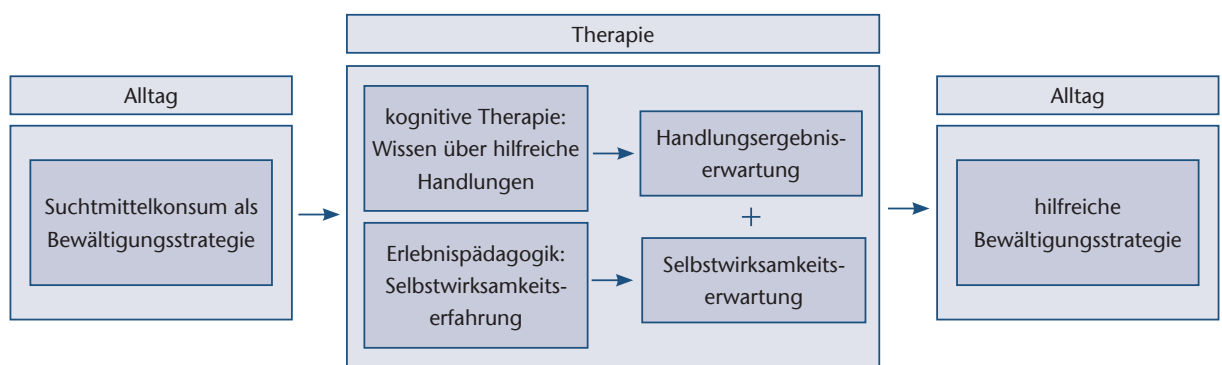 Alltag
Suchtmittelkonsum als
Bewältigungsstrategie
Therapie
kognitive Therapie:
Wissen über hilfreiche
Handlungen
Handlungsergebnis-
erwartung
+
Erlebnispädagogik:
Selbstwirksamkeits-
erfahrung
Selbstwirksamkeits-
erwartung
Alltag
hilfreiche
Bewältigungsstrategie